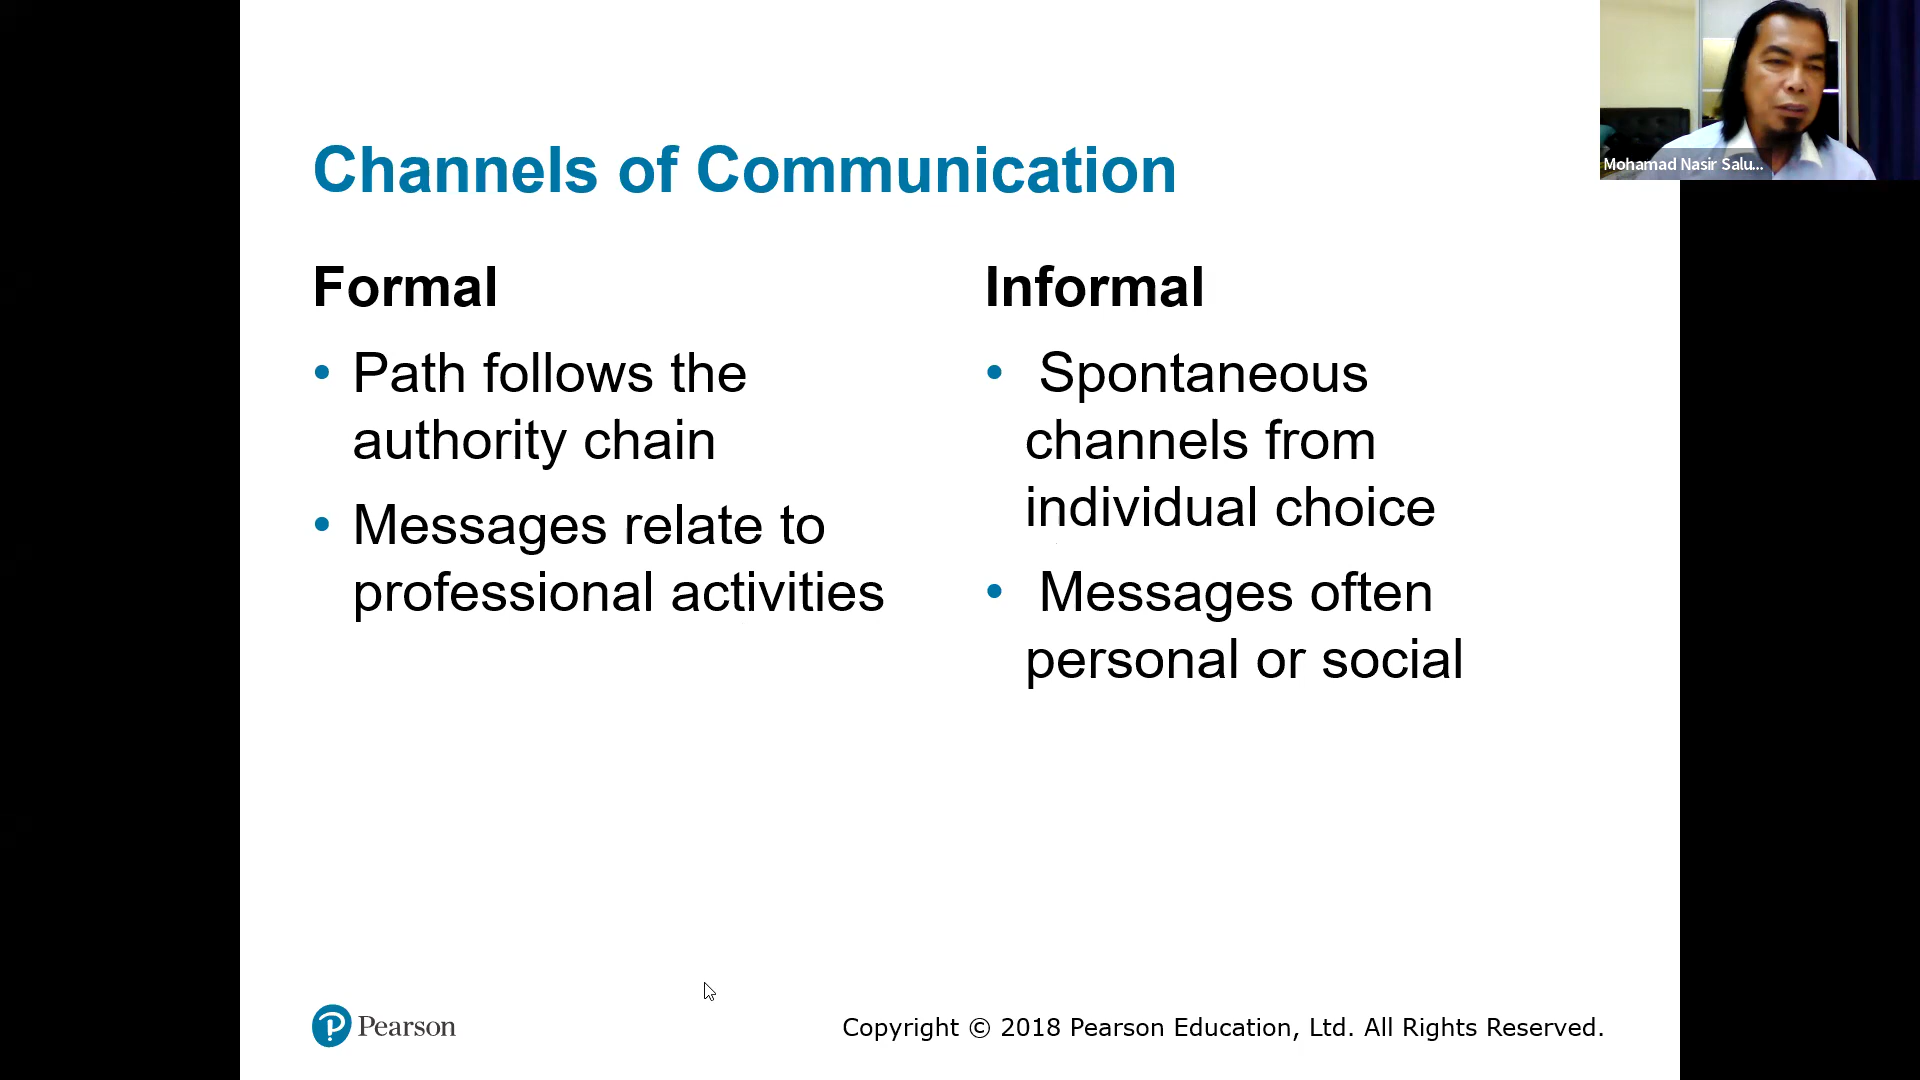 Mohamad Nasir Salu...
Channels of Communication
Formal
• Path follows the
authority chain
• Messages relate to
professional activities
Informal
• Spontaneous
channels from
individual choice
• Messages often
personal or social
Pearson
Copyright © 2018 Pearson Education, Ltd. All Rights Reserved.